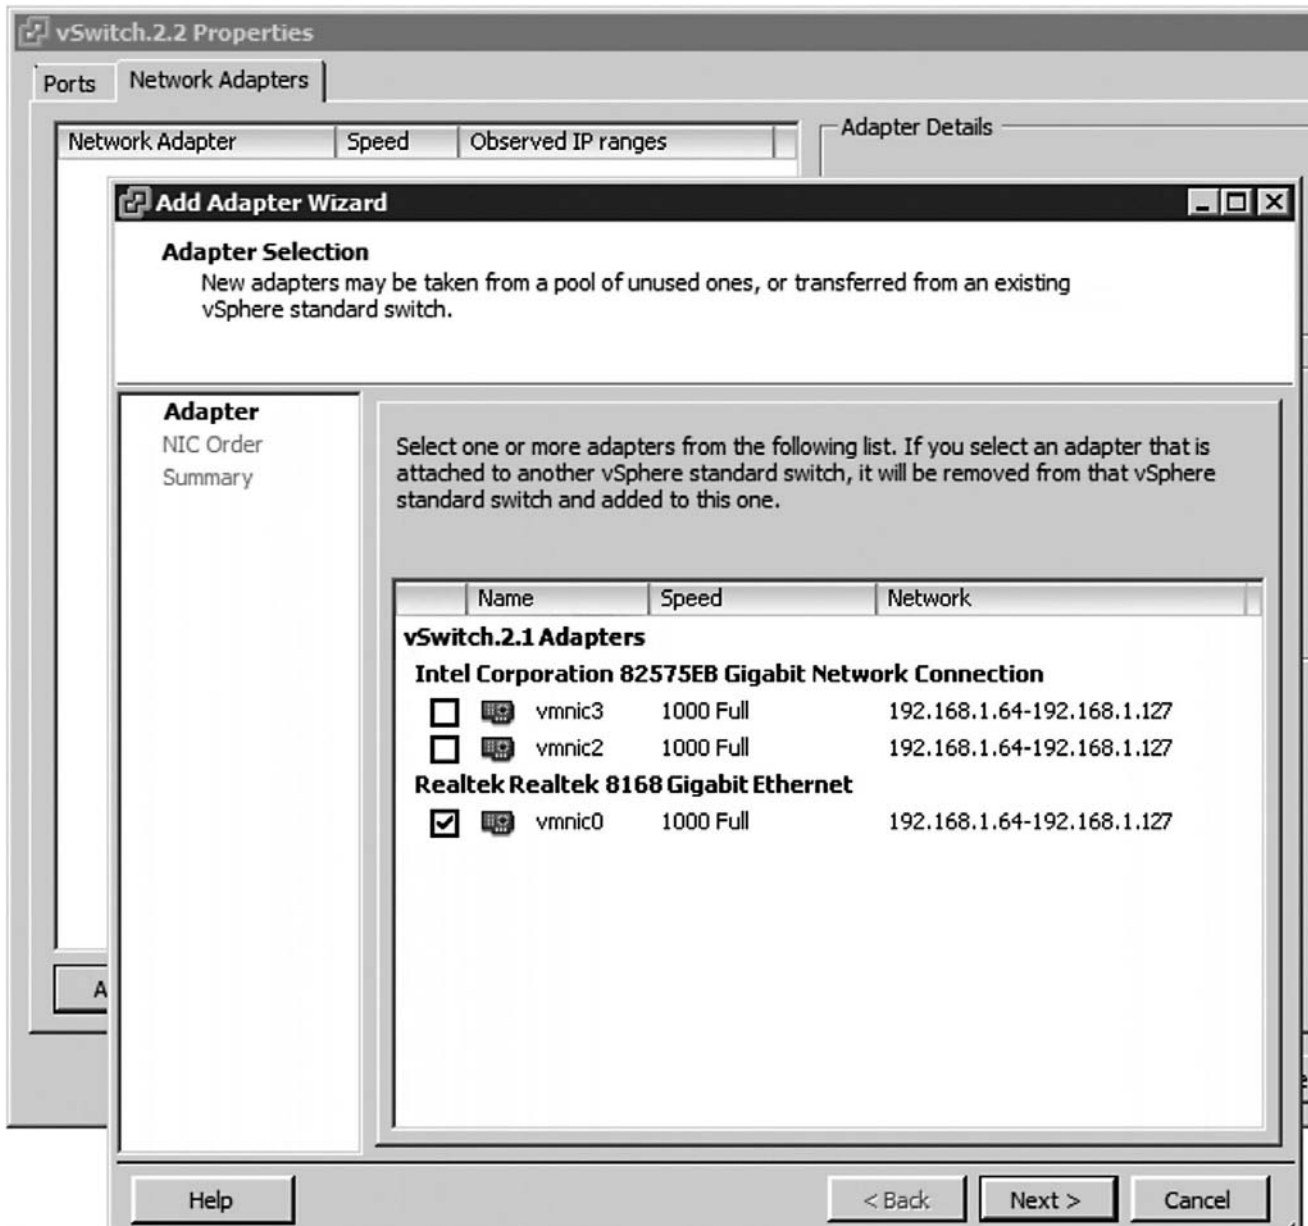 vSwitch.2.2 Properties
Ports
Network Adapters
Network Adapter
Speed
Observed IP ranges
Adapter Details
Add Adapter Wizard
Adapter Selection
New adapters may be taken from a pool of unused ones, or transferred from an existing
vSphere standard switch.
Adapter
NIC Order
Summary
Select one or more adapters from the following list. If you select an adapter that is
attached to another vSphere standard switch, it will be removed from that vSphere
standard switch and added to this one.
Name Speed Network
vSwitch.2.1 Adapters
Intel Corporation 82575EB Gigabit Network Connection
vmnic3 1000 Full 192.168.1.64-192.168.1.127
vmnic2 1000 Full 192.168.1.64-192.168.1.127
Realtek Realtek 8168 Gigabit Ethernet
vmnic0 1000 Full 192.168.1.64-192.168.1.127
Help
< Back
Next >
Cancel